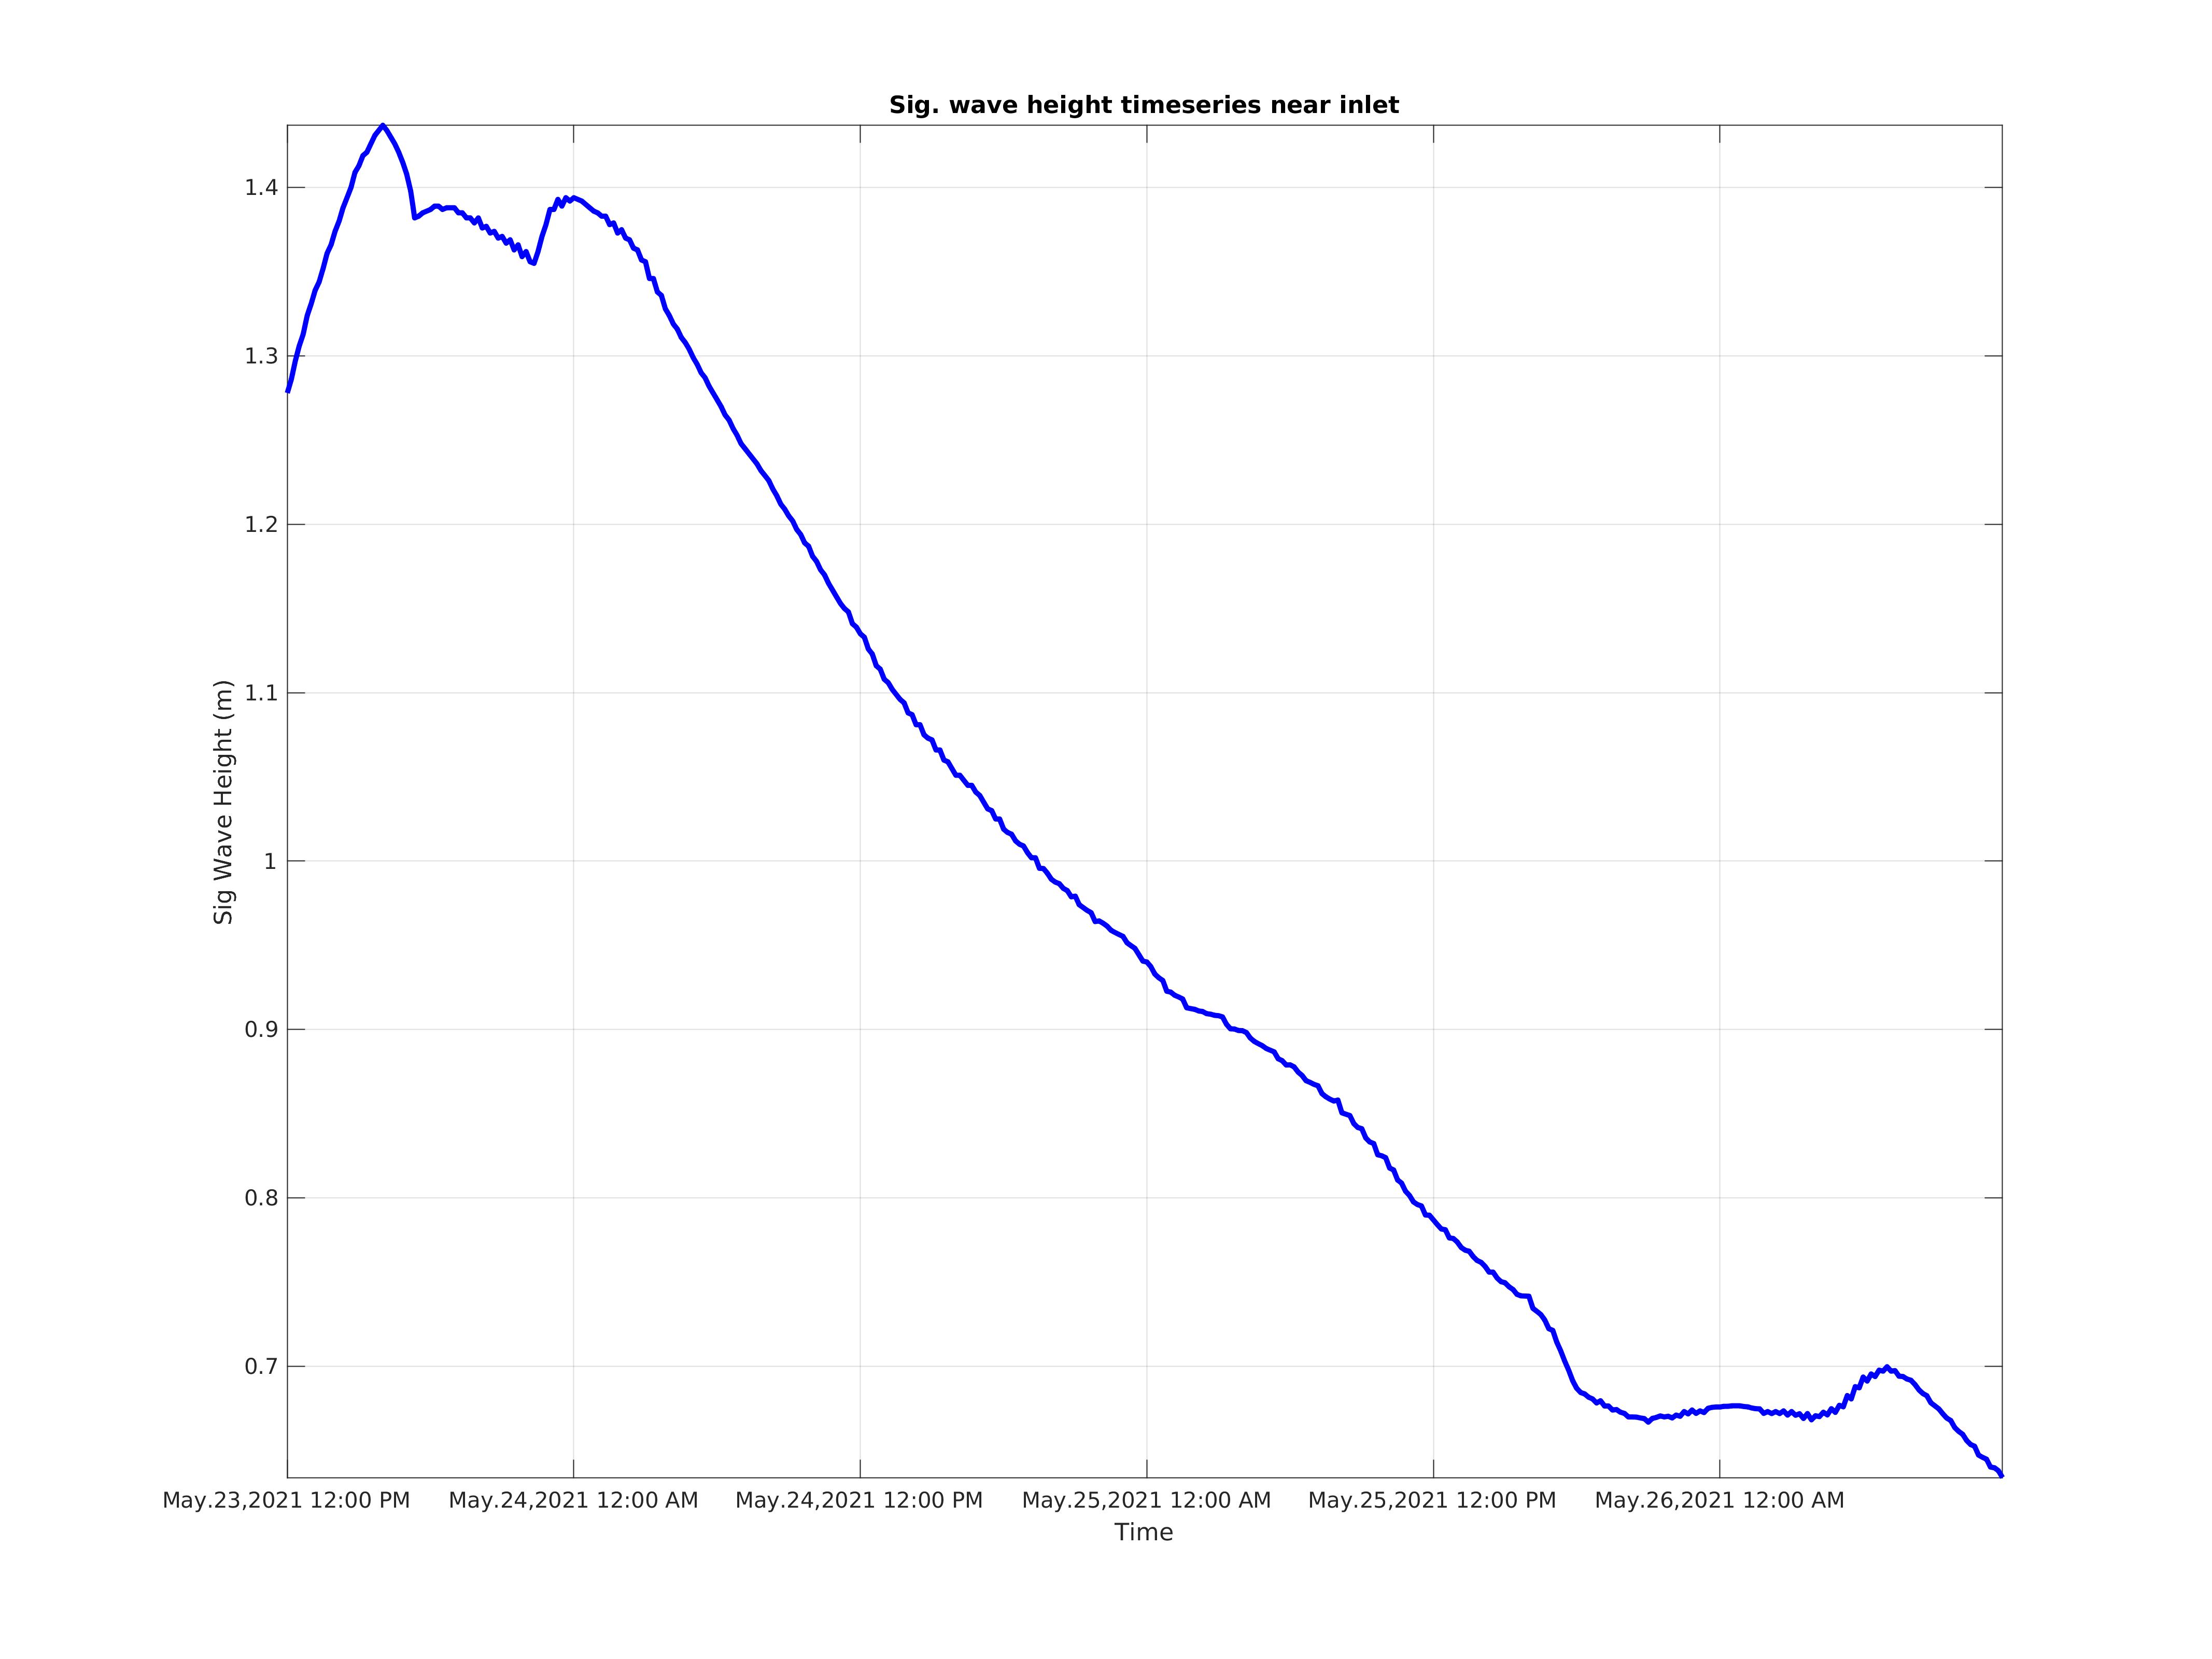 Sig. wave height timeseries near inlet
Sig Wave Height (m)
1.4
1.3
1.2
1.1
1
0.9
0.8
0.7
May.23,2021 12:00 PM May.24,2021 12:00 AM May.24,2021 12:00 PM May.25,2021 12:00 AM May.25,2021 12:00 PM May.26,2021 12:00 AM
Time